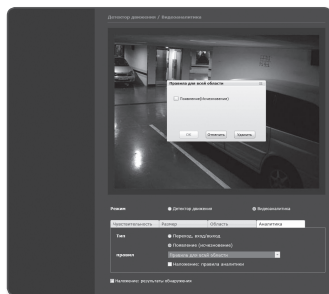 Детектор движения / Видеоаналитика
Правила для всей области
Появление(Исчезновение)
OK Отменить Удалить
Режим Детектор движения Видеоаналитика
Чувствительность Размер Область Аналитика
Тип Переход, вход/выход
Появление (исчезновение)
правил Правила для всей области
Наложение: правила аналитики
Наложение: результаты обнаружения